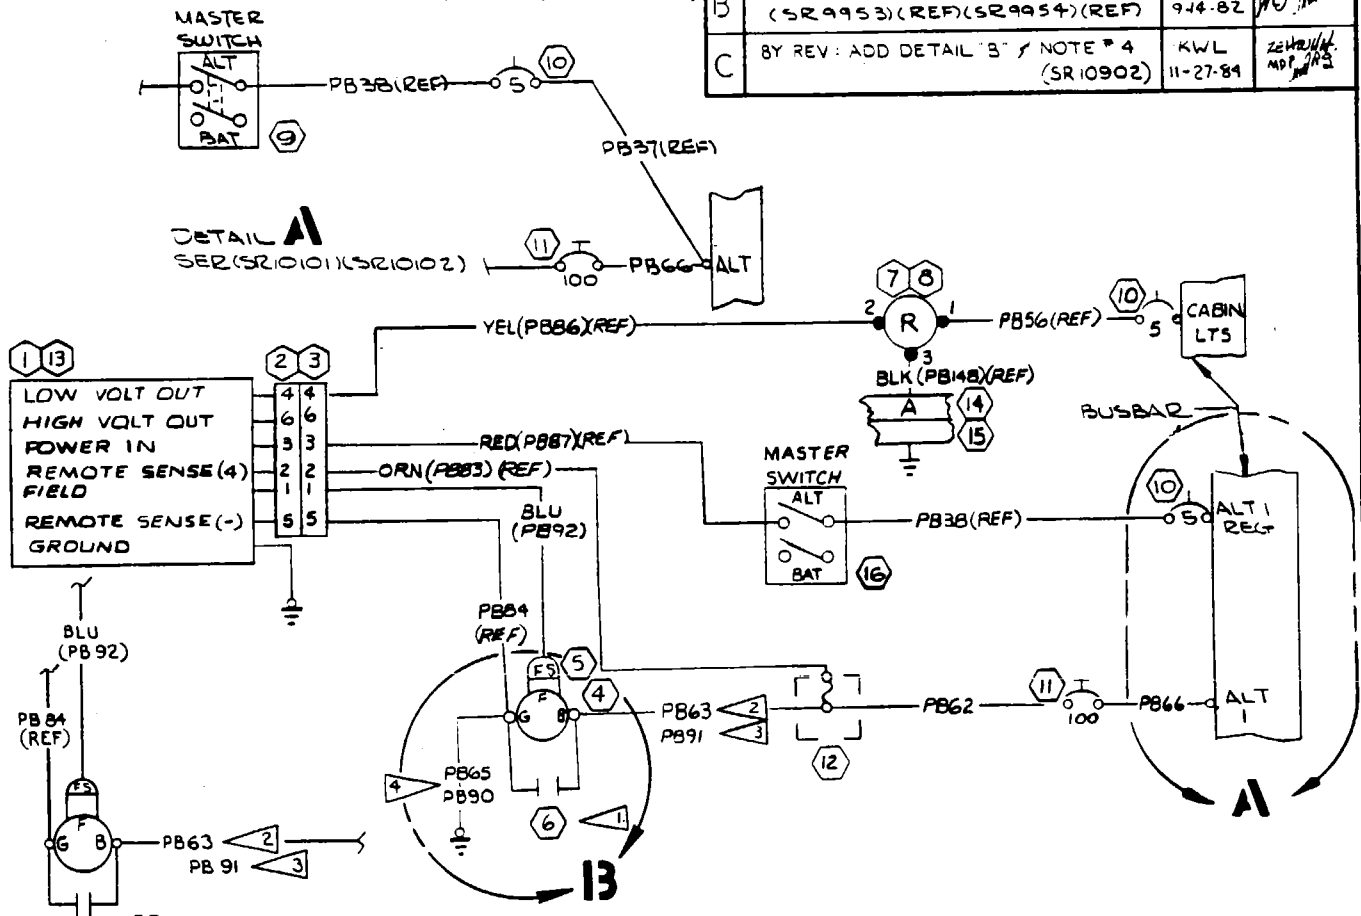 B
(SR9953)(REF)(SR9954)(REF)
9-14-82
C
BY REV: ADD DETAIL "B" & NOTE # 4
(SR10902)
KWL
11-27-84
MASTER
SWITCH
ALT
BAT
9
PB38(REF)
5
10
PB37(REF)
DETAIL A
SER(SR10101)(SR10102)
11
100
PB66
ALT
YEL(PB86)(REF)
7 8
2
R
1
3
PB56(REF)
10
5
CABIN
LTS
BLK(PB148)(REF)
A
14
15
BUSBAR
1 13
2 3
LOW VOLT OUT
4 4
HIGH VOLT OUT
6 6
POWER IN
3 3
REMOTE SENSE(4)
2 2
FIELD
1 1
REMOTE SENSE(-)
5 5
GROUND
RED(PB87)(REF)
ORN(PB83)(REF)
BLU
(PB92)
MASTER
SWITCH
ALT
BAT
16
PB38(REF)
10
5
ALT 1
REGT
PB84
(REF)
FS
5
F
G
B
4
PB63
2
PB91
3
12
PB62
11
100
PB66
ALT
1
A
4
PB65
PB90
6
1
B
BLU
(PB92)
PB84
(REF)
FS
F
G
B
PB63
2
PB91
3